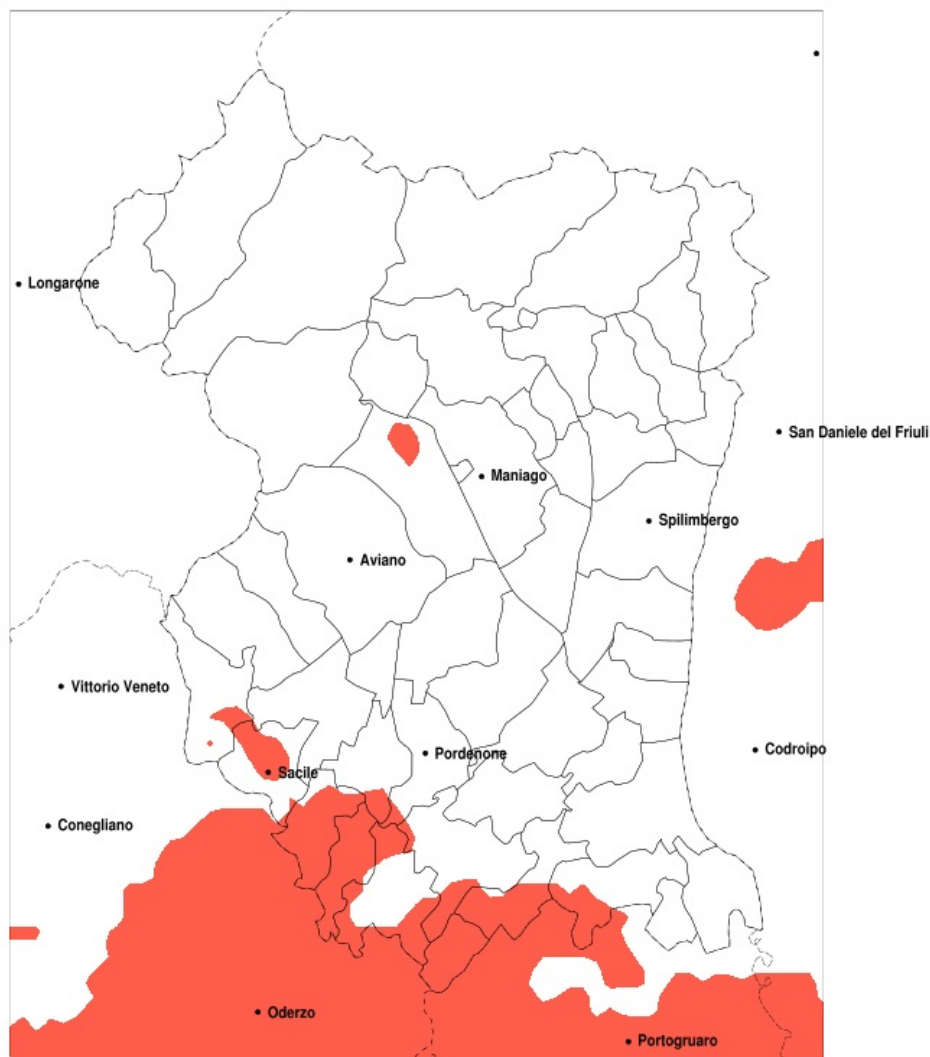 Longarone
San Daniele del Friuli
Maniago
Spilimbergo
Aviano
Vittorio Veneto
Codroipo
Pordenone
Sacile
Conegliano
Oderzo
Portogruaro